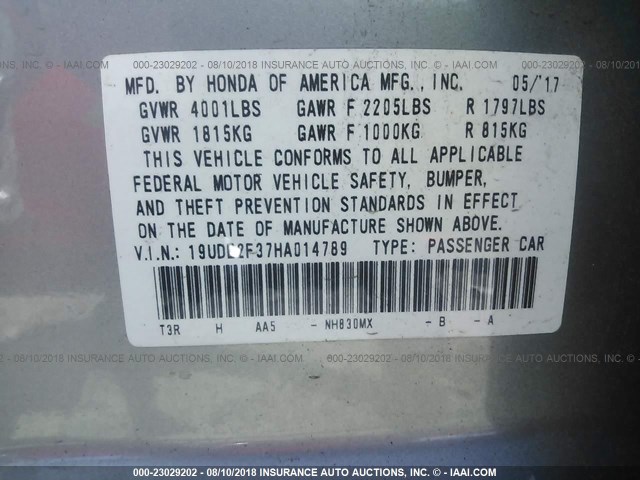 000-23029202 - 08/10/2018 INSURANCE AUTO AUCTIONS CORP. © - IAAI.COM
MFD. BY HONDA OF AMERICA MFG., INC. 05/'17
GVWR 4001LBS GAWR F 2205LBS R 1797LBS
GVWR 1815KG GAWR F 1000KG R 815KG
THIS VEHICLE CONFORMS TO ALL APPLICABLE
FEDERAL MOTOR VEHICLE SAFETY, BUMPER,
AND THEFT PREVENTION STANDARDS IN EFFECT
ON THE DATE OF MANUFACTURE SHOWN ABOVE.
V.I.N.: 19UDE2F37HA014789 TYPE: PASSENGER CAR
T3R H AA5 - NH830MX - B - A
000-23029202 - 08/10/2018 INSURANCE AUTO AUCTIONS CORP. © - IAAI.COM